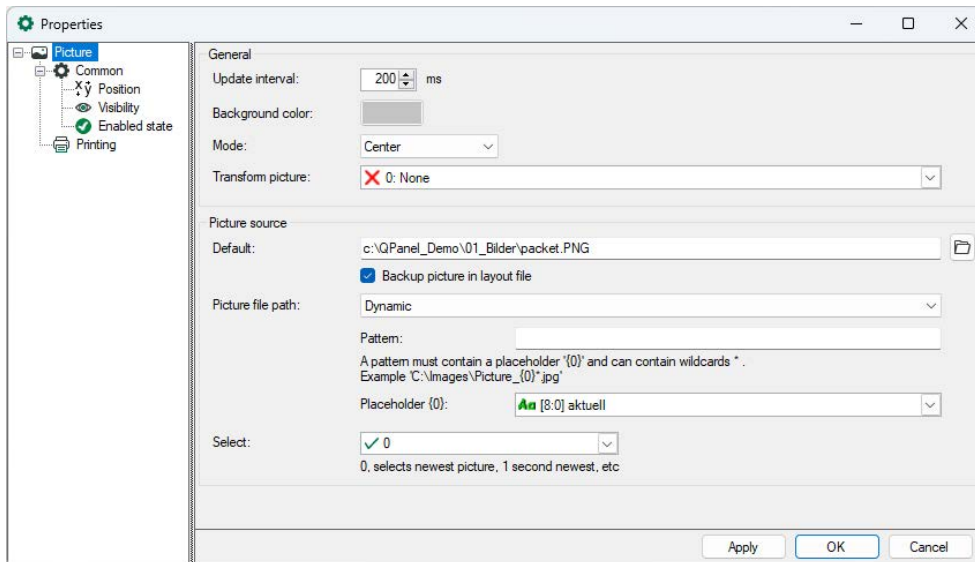 Properties
Picture
Common
Position
Visibility
Enabled state
Printing
General
Update interval: 200 ms
Background color:
Mode: Center
Transform picture: 0: None
Picture source
Default: c:\QPanel_Demo\01_Bilder\packet.PNG
Backup picture in layout file
Picture file path: Dynamic
Pattern:
A pattern must contain a placeholder '{0}' and can contain wildcards * .
Example 'C:\Images\Picture_{0}*.jpg'
Placeholder {0}: Aa [8:0] aktuell
Select: 0
0, selects newest picture, 1 second newest, etc
Apply OK Cancel